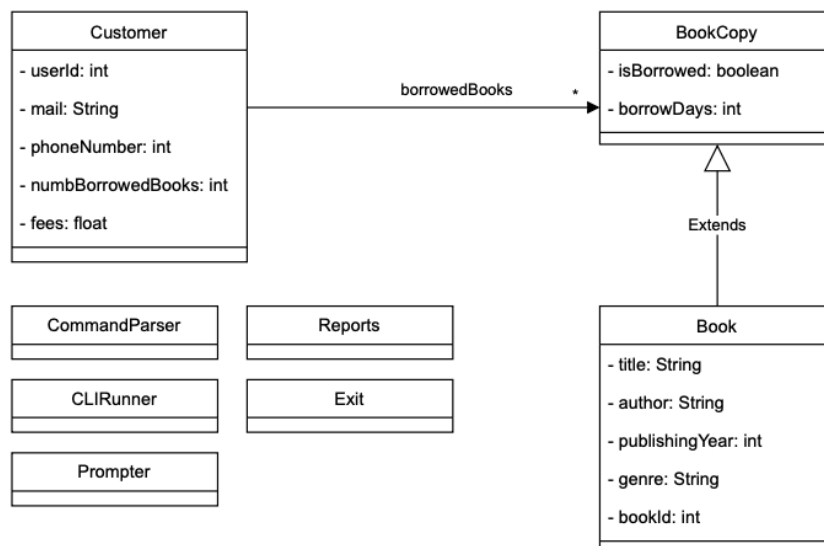 Customer
- userId: int
- mail: String
- phoneNumber: int
- numbBorrowedBooks: int
- fees: float
borrowedBooks
*
BookCopy
- isBorrowed: boolean
- borrowDays: int
Extends
Book
- title: String
- author: String
- publishingYear: int
- genre: String
- bookId: int
CommandParser
Reports
CLIRunner
Exit
Prompter